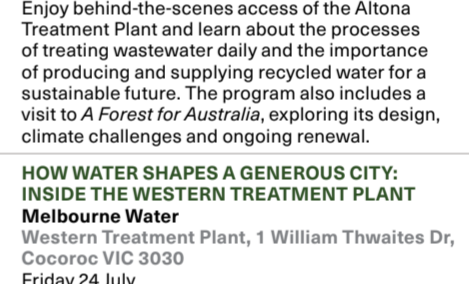 Enjoy behind-the-scenes access of the Altona
Treatment Plant and learn about the processes
of treating wastewater daily and the importance
of producing and supplying recycled water for a
sustainable future. The program also includes a
visit to A Forest for Australia, exploring its design,
climate challenges and ongoing renewal.
HOW WATER SHAPES A GENEROUS CITY:
INSIDE THE WESTERN TREATMENT PLANT
Melbourne Water
Western Treatment Plant, 1 William Thwaites Dr,
Cocoroc VIC 3030
Friday 24 July